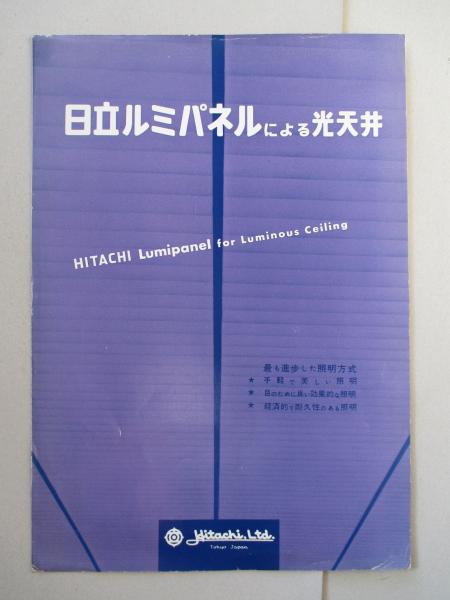 日立ルミパネルによる光天井
HITACHI Lumipanel for Luminous Ceiling
最も進歩した照明方式
★ 手軽で美しい照明
★ 目のために良い効果的な照明
★ 経済的で耐久性のある照明
Hitachi, Ltd.
Tokyo Japan